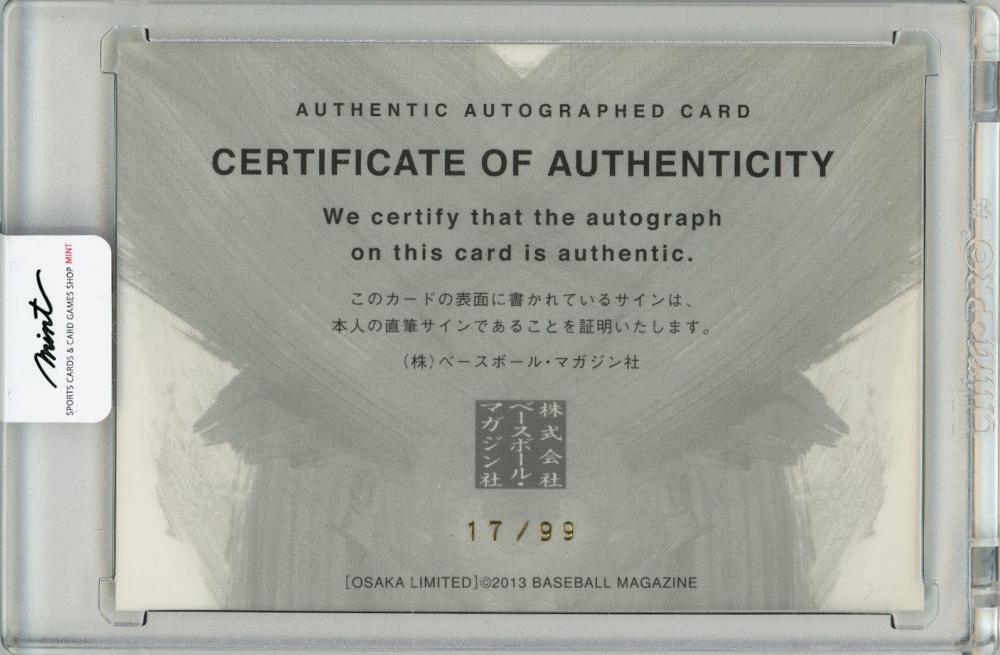 AUTHENTIC AUTOGRAPHED CARD
CERTIFICATE OF AUTHENTICITY
We certify that the autograph
on this card is authentic.
このカードの表面に書かれているサインは、
本人の直筆サインであることを証明いたします。
(株)ベースボール・マガジン社
株式会社
ベースボール・
マガジン社
17/99
[OSAKA LIMITED]©2013 BASEBALL MAGAZINE
mint
SPORTS CARDS & CARD GAMES SHOP MINT